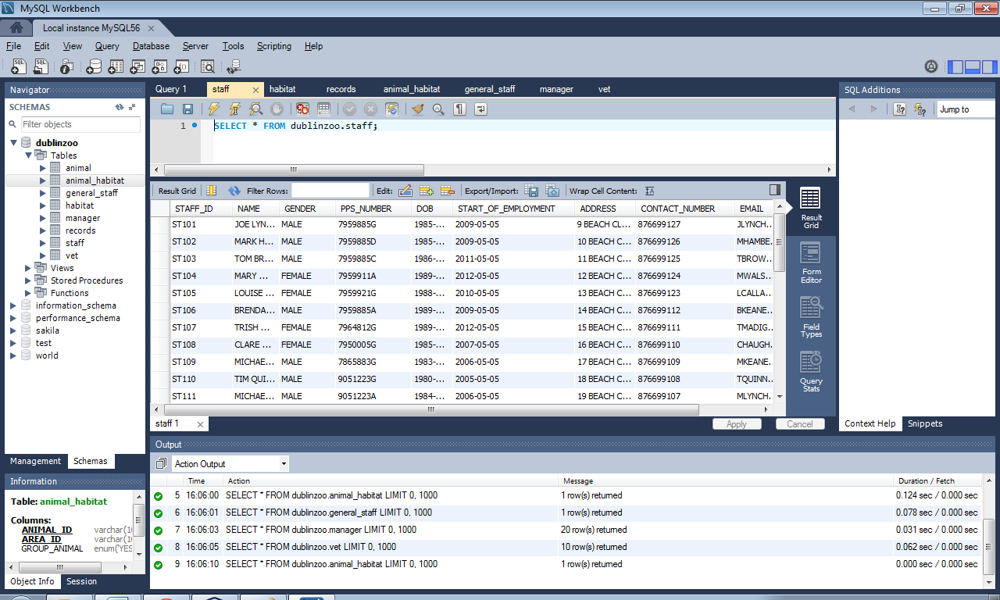 MySQL Workbench
Local instance MySQL56
File Edit View Query Database Server Tools Scripting Help
Navigator
SCHEMAS
Filter objects
dublinzoo
Tables
animal
animal_habitat
general_staff
habitat
manager
records
staff
vet
Views
Stored Procedures
Functions
information_schema
performance_schema
sakila
test
world
Management Schemas
Information
Table: animal_habitat
Columns:
ANIMAL_ID varchar(10
AREA_ID varchar(10
GROUP_ANIMAL enum('YES
Object Info Session
Query 1 staff habitat records animal_habitat general_staff manager vet
1 SELECT * FROM dublinzoo.staff;
Result Grid Filter Rows: Edit: Export/Import: Wrap Cell Content:
STAFF_ID NAME GENDER PPS_NUMBER DOB START_OF_EMPLOYMENT ADDRESS CONTACT_NUMBER EMAIL
ST101 JOE LYN... MALE 7959885G 1985-... 2009-05-05 9 BEACH CL... 876699127 JLYNCH...
ST102 MARK H... MALE 7959885D 1985-... 2009-05-05 10 BEACH C... 876699126 MHAMBE...
ST103 TOM BR... MALE 7959885C 1986-... 2011-05-05 11 BEACH C... 876699125 TBROW...
ST104 MARY ... FEMALE 7959911A 1989-... 2012-05-05 12 BEACH C... 876699124 MWALS...
ST105 LOUISE ... FEMALE 7959921G 1988-... 2010-05-05 13 BEACH C... 876699123 LCALLA...
ST106 BRENDA... MALE 7959885A 1989-... 2009-05-05 14 BEACH C... 876699112 BKEANE...
ST107 TRISH ... FEMALE 7964812G 1989-... 2012-05-05 15 BEACH C... 876699111 TMADIG...
ST108 CLARE ... FEMALE 7950005G 1985-... 2007-05-05 16 BEACH C... 876699110 CHAUGH...
ST109 MICHAE... MALE 7865883G 1983-... 2006-05-05 17 BEACH C... 876699109 MKEANE...
ST110 TIM QUI... MALE 9051223G 1980-... 2005-05-05 18 BEACH C... 876699108 TQUINN...
ST111 MICHAE... MALE 9051223A 1984-... 2006-05-05 19 BEACH C... 876699107 MLYNCH...
Result Grid
Form Editor
Field Types
Query Stats
staff 1
Apply Cancel
SQL Additions
Jump to
Context Help Snippets
Output
Action Output
Time Action Message Duration / Fetch
5 16:06:00 SELECT * FROM dublinzoo.animal_habitat LIMIT 0, 1000 1 row(s) returned 0.124 sec / 0.000 sec
6 16:06:01 SELECT * FROM dublinzoo.general_staff LIMIT 0, 1000 1 row(s) returned 0.078 sec / 0.000 sec
7 16:06:03 SELECT * FROM dublinzoo.manager LIMIT 0, 1000 20 row(s) returned 0.031 sec / 0.000 sec
8 16:06:05 SELECT * FROM dublinzoo.vet LIMIT 0, 1000 10 row(s) returned 0.062 sec / 0.000 sec
9 16:06:10 SELECT * FROM dublinzoo.animal_habitat LIMIT 0, 1000 1 row(s) returned 0.000 sec / 0.000 sec